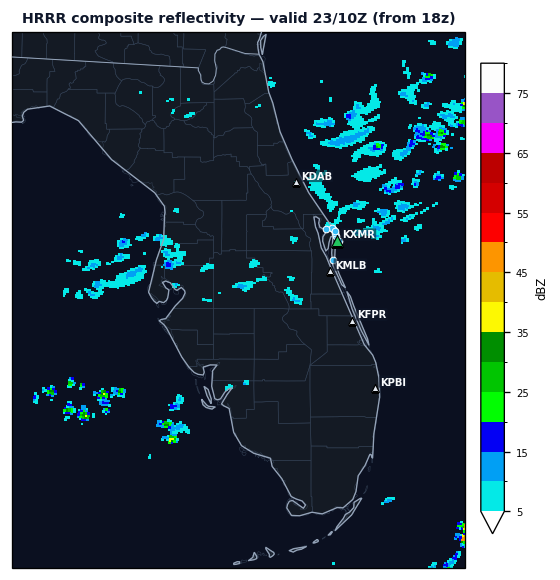 HRRR composite reflectivity — valid 23/10Z (from 18z)
KDAB
KXMR
KMLB
KFPR
KPBI
75
65
55
45
35
25
15
5
dBZ